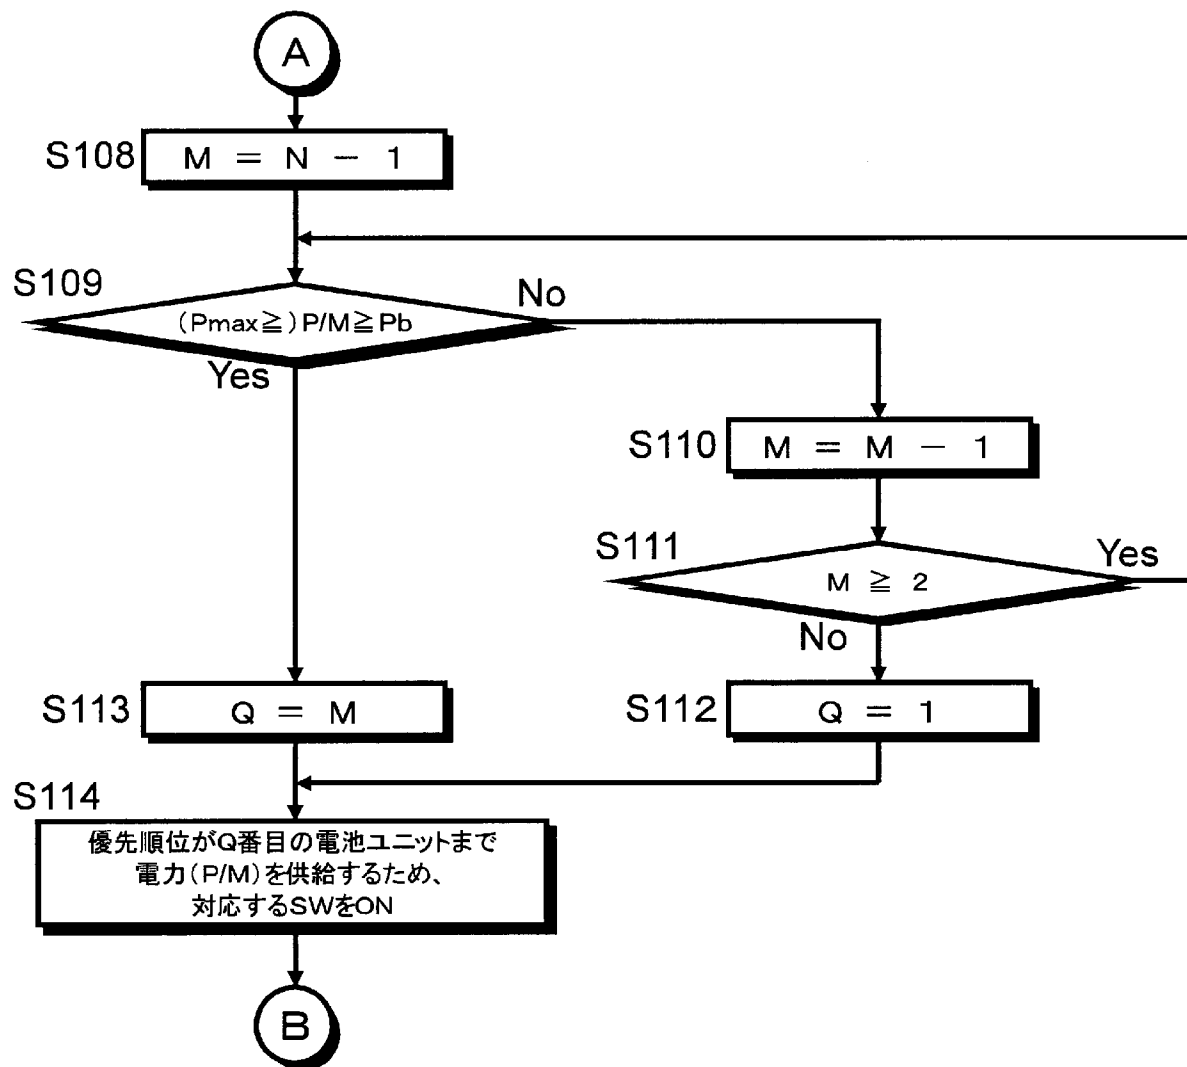 A
S108
M = N - 1
S109
(Pmax≧)P/M≧Pb
No
Yes
S110
M = M - 1
S111
M ≧ 2
Yes
No
S113
Q = M
S112
Q = 1
S114
優先順位がQ番目の電池ユニットまで
電力(P/M)を供給するため、
対応するSWをON
B